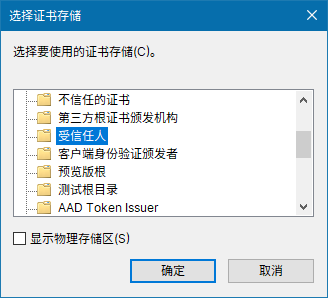 选择证书存储
选择要使用的证书存储(C)。
不信任的证书
第三方根证书颁发机构
受信任人
客户端身份验证颁发者
预览版根
测试根目录
AAD Token Issuer
显示物理存储区(S)
确定
取消